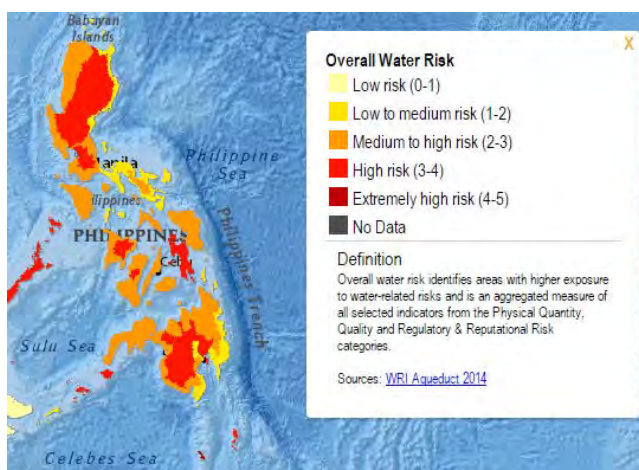 Babuyan
Islands
Manila
Philippine
Sea
ilippines
PHILIPPINES
Cebu
Philippines Trench
Sulu Sea
Celebes Sea
X
Overall Water Risk
Low risk (0-1)
Low to medium risk (1-2)
Medium to high risk (2-3)
High risk (3-4)
Extremely high risk (4-5)
No Data
Definition
Overall water risk identifies areas with higher exposure
to water-related risks and is an aggregated measure of
all selected indicators from the Physical Quantity,
Quality and Regulatory & Reputational Risk
categories.
Sources: WRI Aqueduct 2014